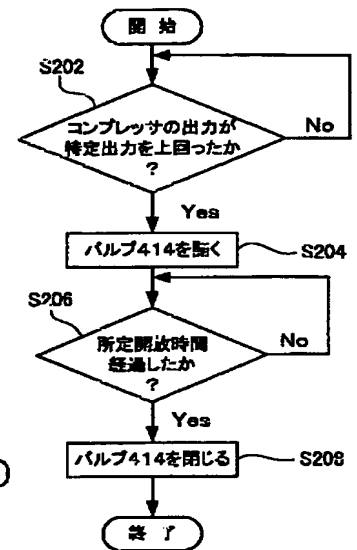 開始
S202
コンプレッサの出力が
特定出力を上回ったか
?
No
Yes
バルブ414を開く
S204
S206
所定開放時間
経過したか
?
No
Yes
バルブ414を閉じる
S208
終了